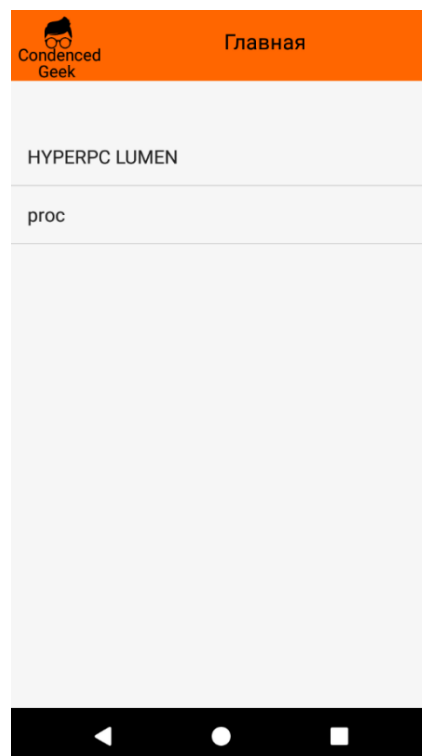 Condenced
Geek
Главная
HYPERPC LUMEN
proc